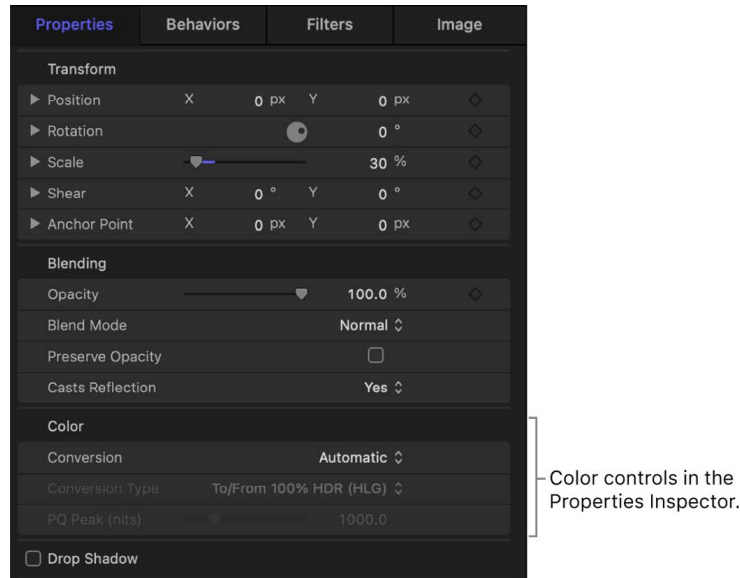 Properties Behaviors Filters Image
Transform
Position X 0 px Y 0 px
Rotation 0 °
Scale 30 %
Shear X 0 ° Y 0 °
Anchor Point X 0 px Y 0 px
Blending
Opacity 100.0 %
Blend Mode Normal
Preserve Opacity
Casts Reflection Yes
Color
Conversion Automatic
Conversion Type To/From 100% HDR (HLG)
PQ Peak (nits) 1000.0
Drop Shadow
Color controls in the
Properties Inspector.